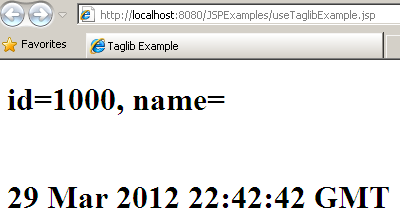 http://localhost:8080/JSPExamples/useTaglibExample.jsp
Favorites
Taglib Example
id=1000, name=
29 Mar 2012 22:42:42 GMT